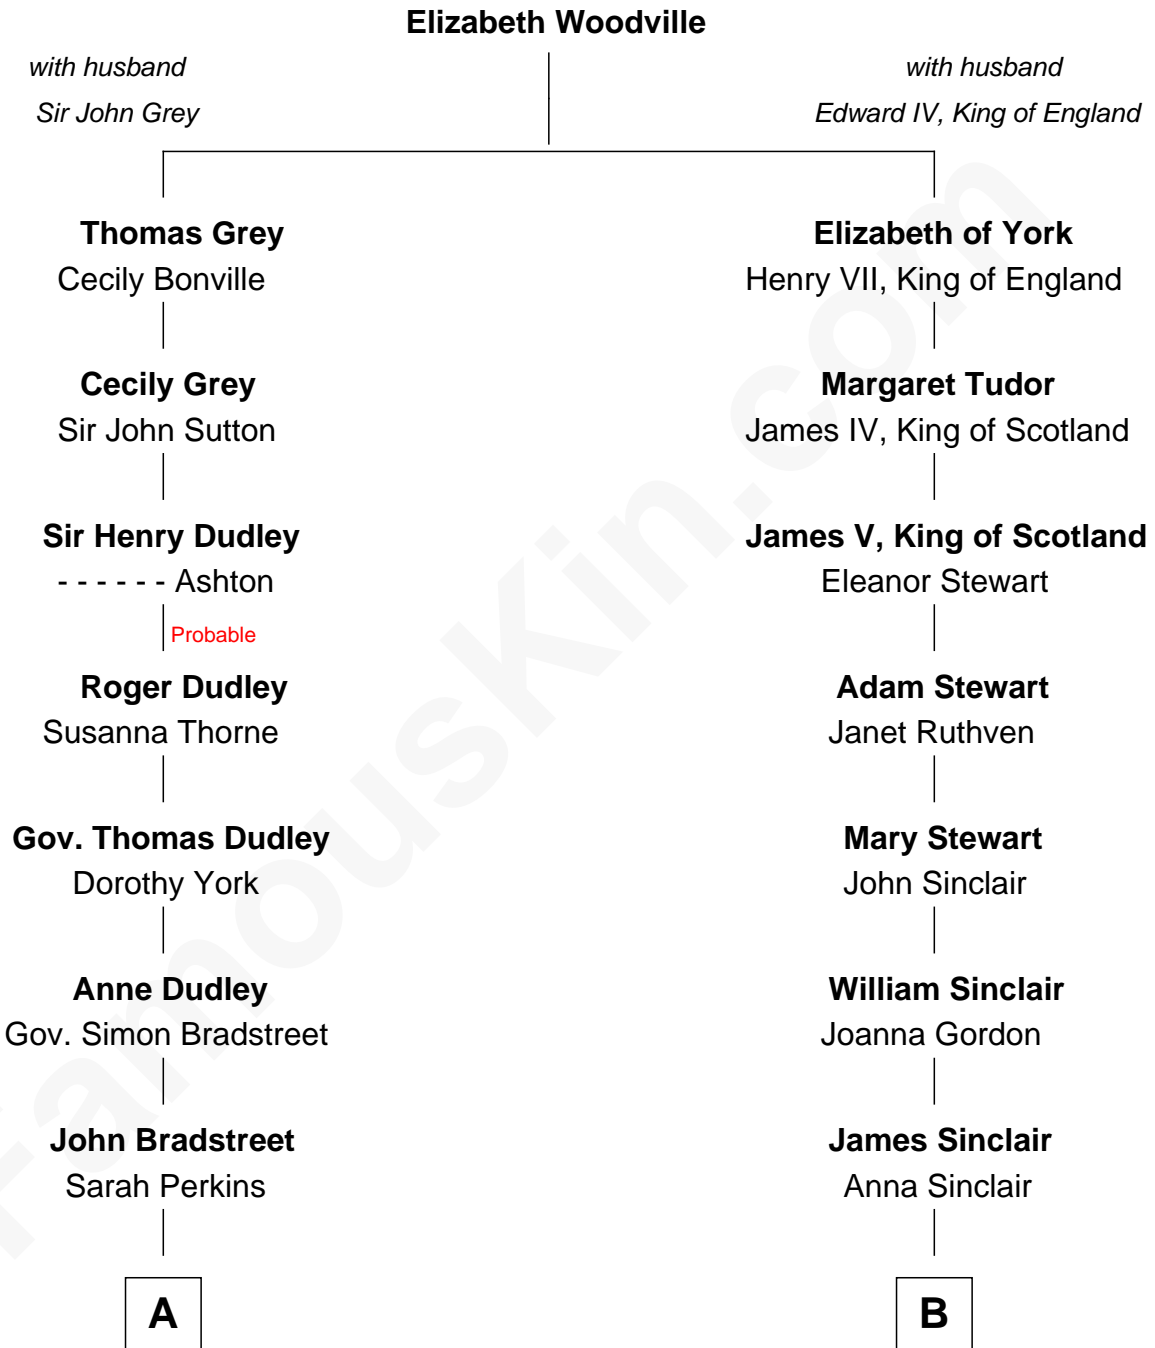 Elizabeth Woodville
with husband
Sir John Grey
with husband
Edward IV, King of England
Thomas Grey
Cecily Bonville
Elizabeth of York
Henry VII, King of England
Cecily Grey
Sir John Sutton
Margaret Tudor
James IV, King of Scotland
Sir Henry Dudley
- - - - - - Ashton
Probable
James V, King of Scotland
Eleanor Stewart
Roger Dudley
Susanna Thorne
Adam Stewart
Janet Ruthven
Gov. Thomas Dudley
Dorothy York
Mary Stewart
John Sinclair
Anne Dudley
Gov. Simon Bradstreet
William Sinclair
Joanna Gordon
John Bradstreet
Sarah Perkins
James Sinclair
Anna Sinclair
A
B
FamousKin.com